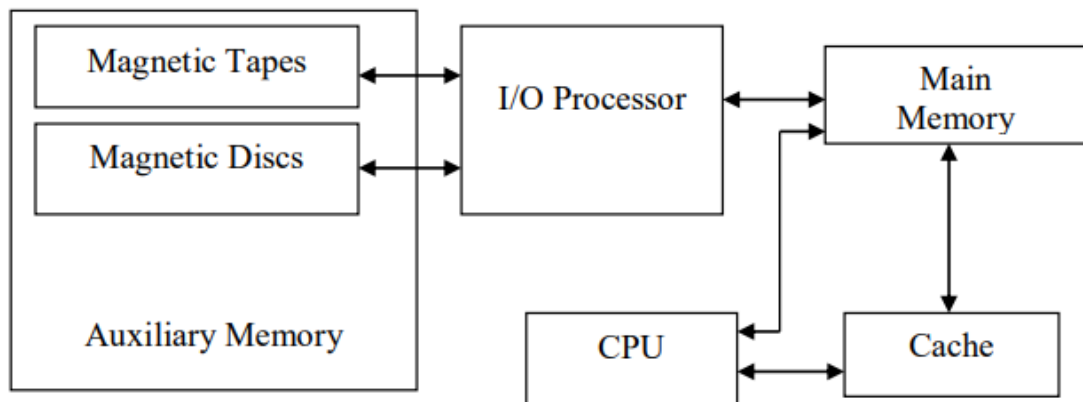 Magnetic Tapes
Magnetic Discs
Auxiliary Memory
I/O Processor
Main
Memory
CPU
Cache